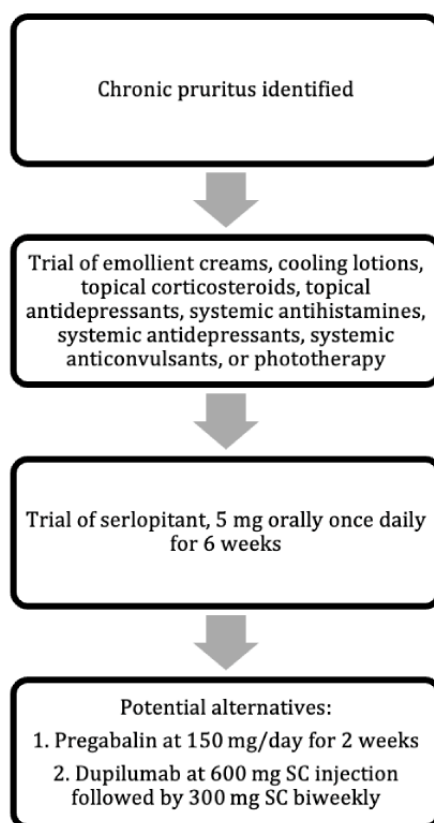 Chronic pruritus identified
Trial of emollient creams, cooling lotions,
topical corticosteroids, topical
antidepressants, systemic antihistamines,
systemic antidepressants, systemic
anticonvulsants, or phototherapy
Trial of serlopitant, 5 mg orally once daily
for 6 weeks
Potential alternatives:
1. Pregabalin at 150 mg/day for 2 weeks
2. Dupilumab at 600 mg SC injection
followed by 300 mg SC biweekly